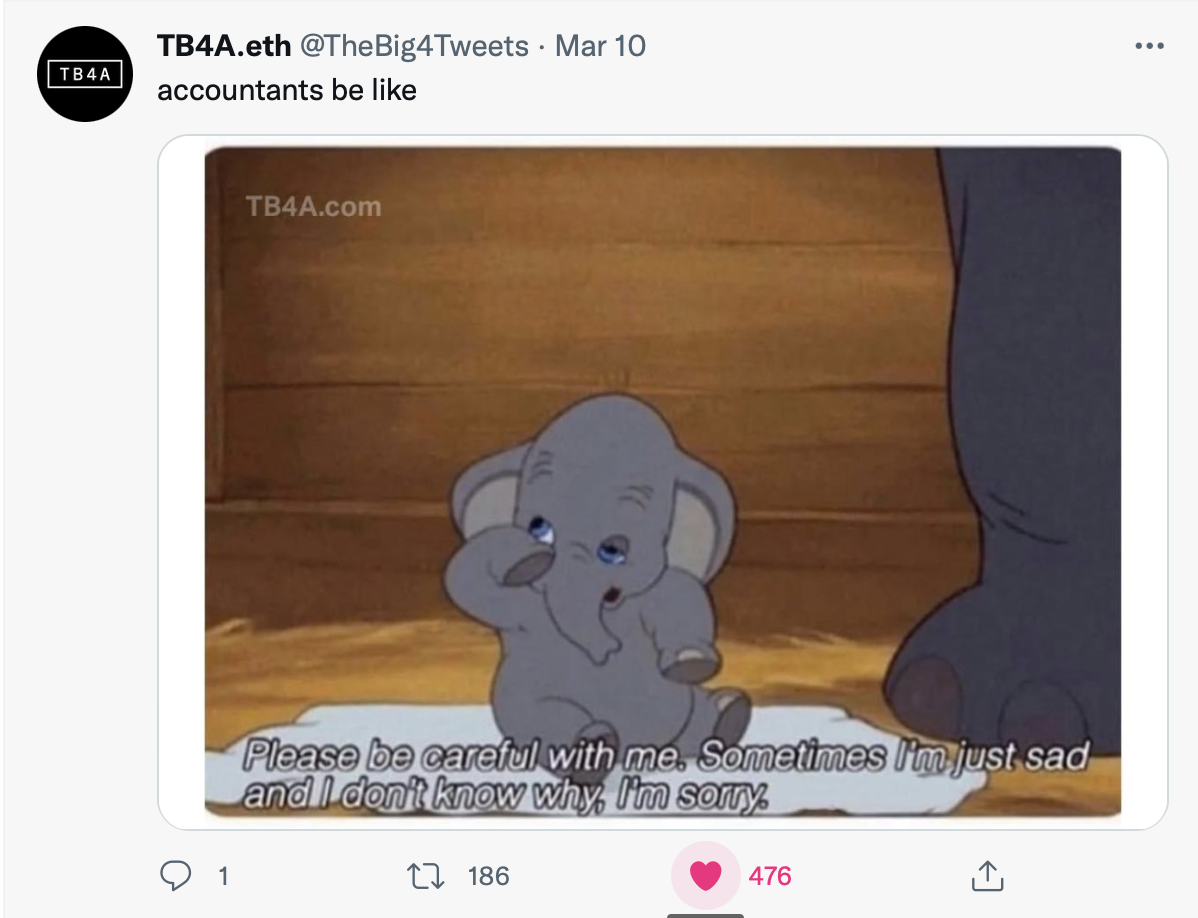 TB4A
TB4A.eth @TheBig4Tweets · Mar 10
accountants be like
TB4A.com
Please be careful with me. Sometimes I'm just sad
and I don't know why, I'm sorry.
1 186 476